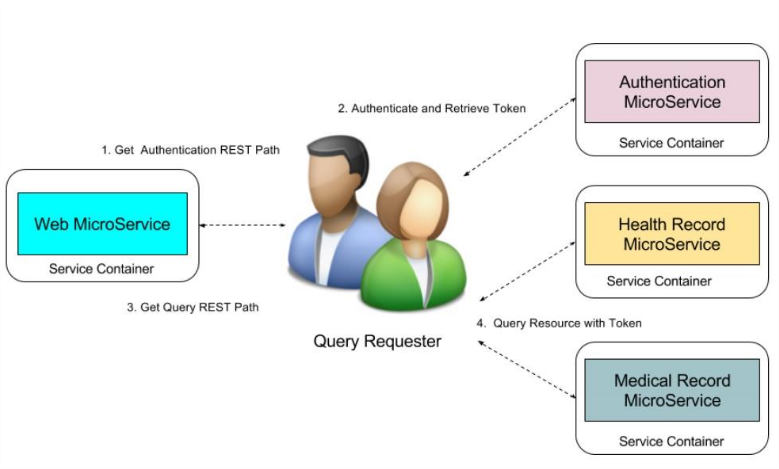 Authentication
MicroService
Service Container
2. Authenticate and Retrieve Token
1. Get  Authentication REST Path
Web MicroService
Service Container
3. Get Query REST Path
Query Requester
Health Record
MicroService
Service Container
4.  Query Resource with Token
Medical Record
MicroService
Service Container